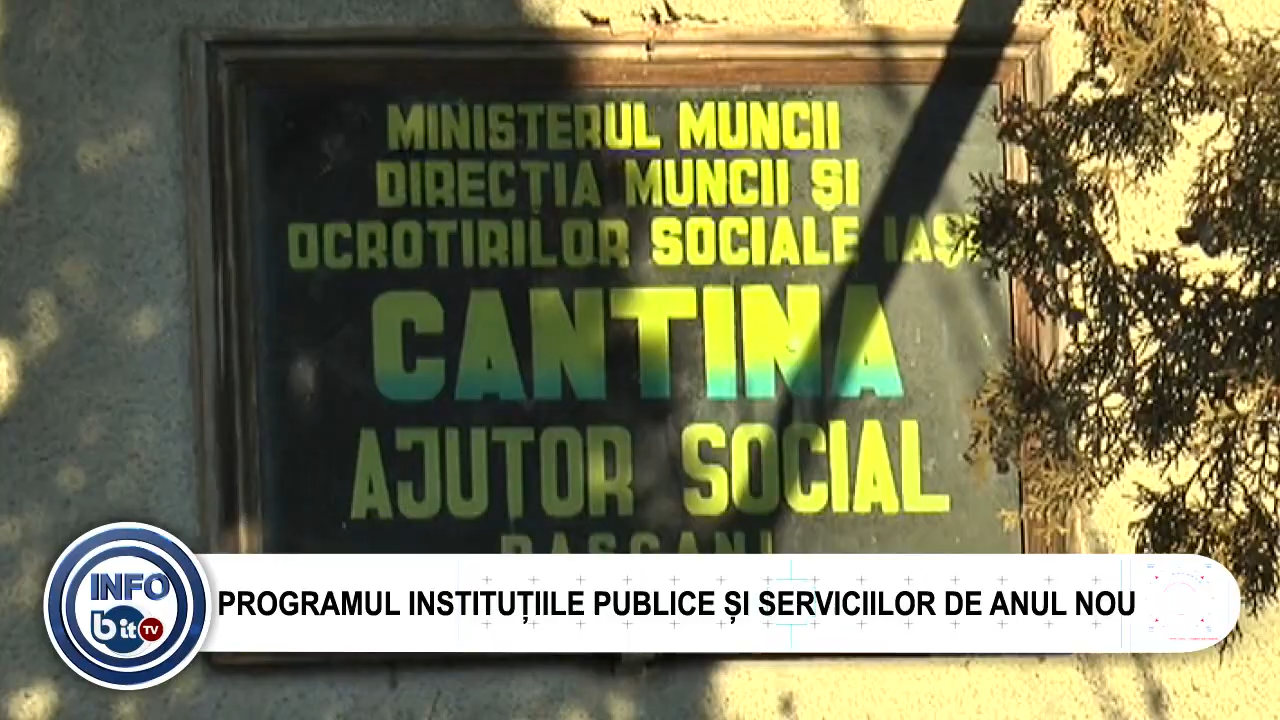 MINISTERUL MUNCII
DIRECȚIA MUNCII ȘI
OCROTIRILOR SOCIALE IAȘI
CANTINA
AJUTOR SOCIAL
PAȘCANI
INFO
bit TV
PROGRAMUL INSTITUȚIILE PUBLICE ȘI SERVICIILOR DE ANUL NOU